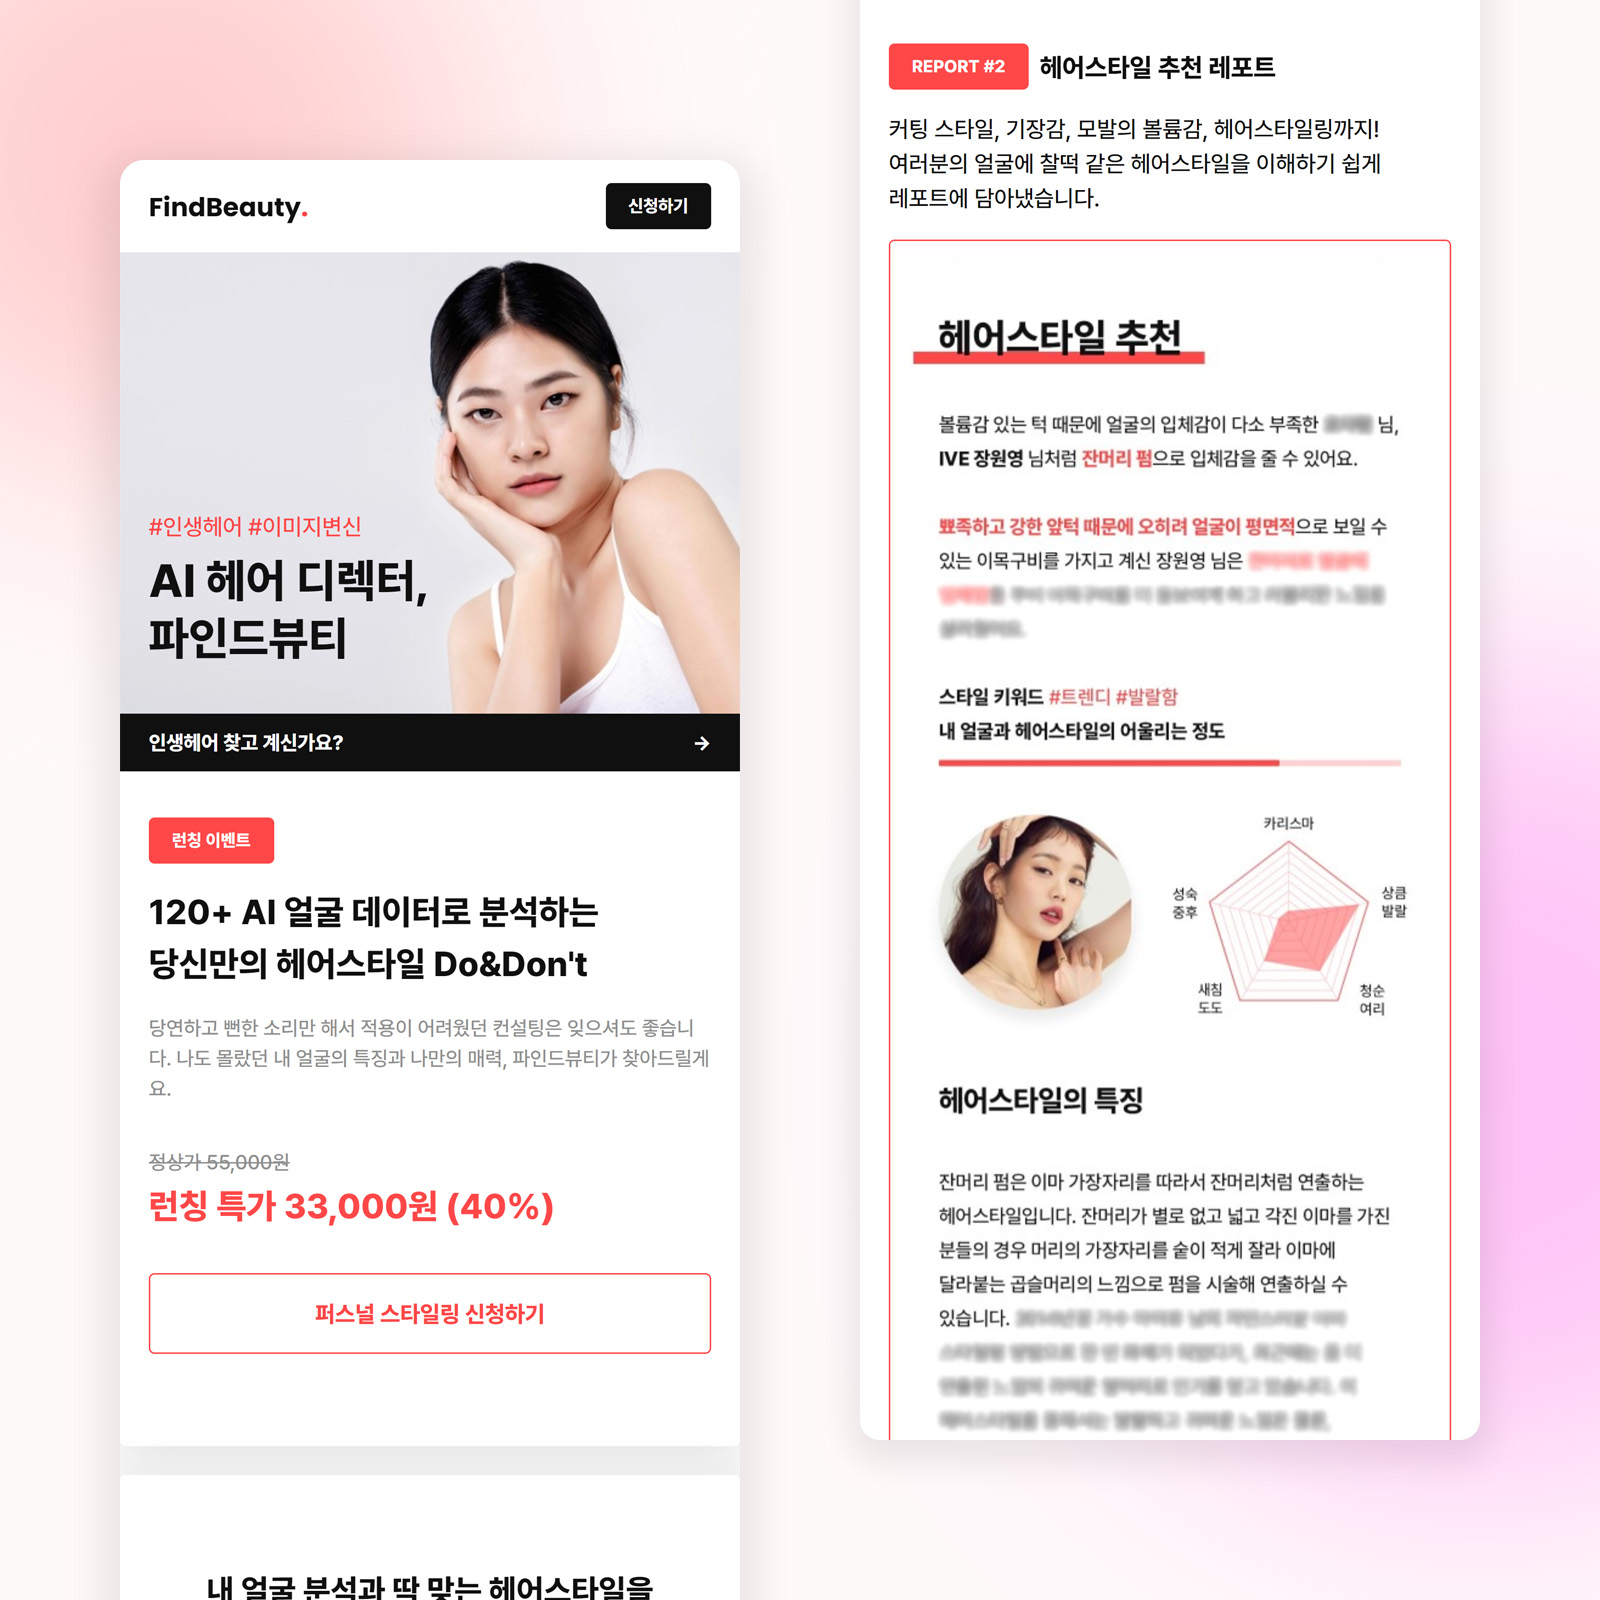 FindBeauty.
신청하기
#인생헤어 #이미지변신
AI 헤어 디렉터,
파인드뷰티
인생헤어 찾고 계신가요?
런칭 이벤트
120+ AI 얼굴 데이터로 분석하는
당신만의 헤어스타일 Do&Don't
당연하고 뻔한 소리만 해서 적용이 어려웠던 컨설팅은 잊으셔도 좋습니
다. 나도 몰랐던 내 얼굴의 특징과 나만의 매력, 파인드뷰티가 찾아드릴게
요.
정상가 55,000원
런칭 특가 33,000원 (40%)
퍼스널 스타일링 신청하기
내 얼굴 분석과 딱 맞는 헤어스타일을
REPORT #2 헤어스타일 추천 레포트
커팅 스타일, 기장감, 모발의 볼륨감, 헤어스타일링까지!
여러분의 얼굴에 찰떡 같은 헤어스타일을 이해하기 쉽게
레포트에 담아냈습니다.
헤어스타일 추천
볼륨감 있는 턱 때문에 얼굴의 입체감이 다소 부족한 님,
IVE 장원영 님처럼 잔머리 펌으로 입체감을 줄 수 있어요.
뾰족하고 강한 앞턱 때문에 오히려 얼굴이 평면적으로 보일 수
있는 이목구비를 가지고 계신 장원영 님은
스타일 키워드 #트렌디 #발랄함
내 얼굴과 헤어스타일의 어울리는 정도
카리스마
성숙
중후
상큼
발랄
새침
도도
청순
여리
헤어스타일의 특징
잔머리 펌은 이마 가장자리를 따라서 잔머리처럼 연출하는
헤어스타일입니다. 잔머리가 별로 없고 넓고 각진 이마를 가진
분들의 경우 머리의 가장자리를 숱이 적게 잘라 이마에
달라붙는 곱슬머리의 느낌으로 펌을 시술해 연출하실 수
있습니다.